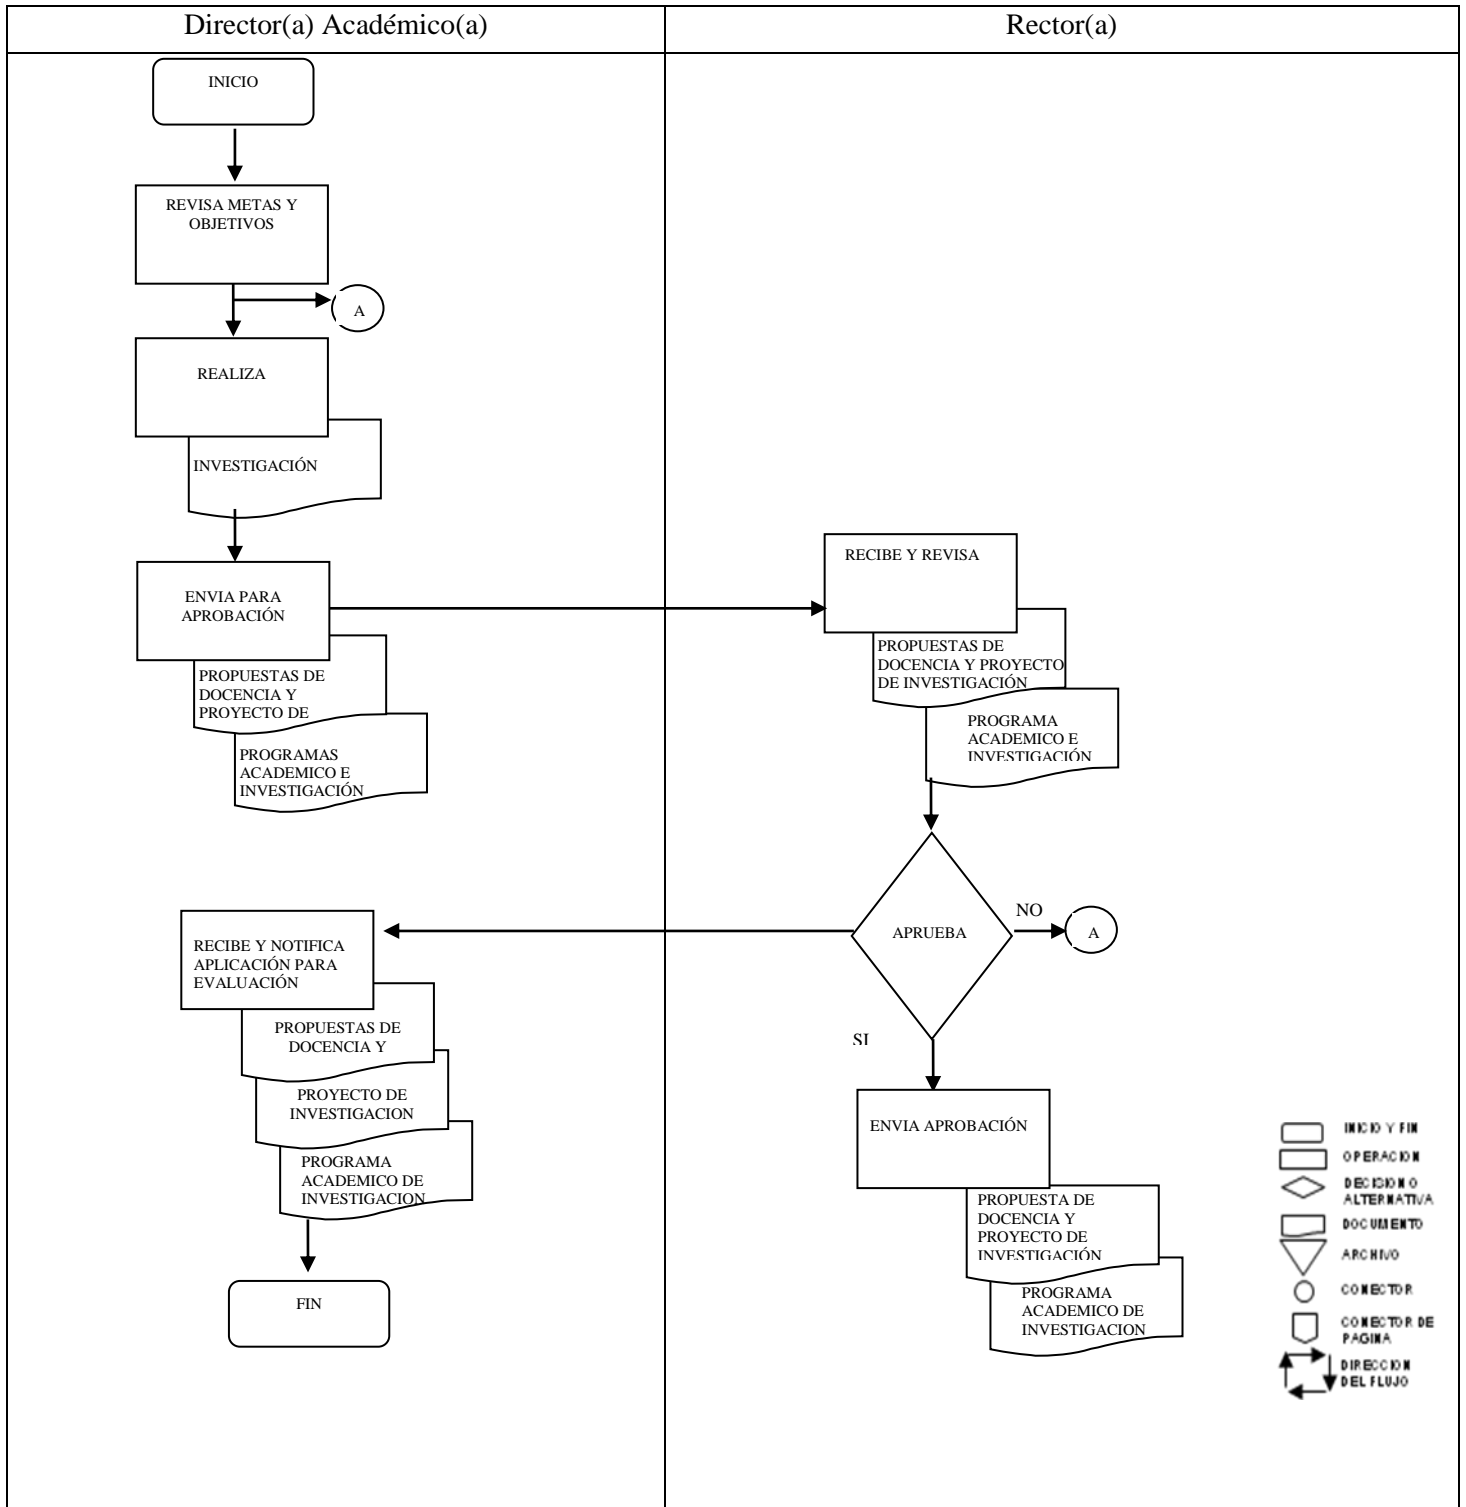 Director(a) Académico(a)
Rector(a)
INICIO
REVISA METAS Y
OBJETIVOS
A
REALIZA
INVESTIGACIÓN
ENVIA PARA
APROBACIÓN
PROPUESTAS DE
DOCENCIA Y
PROYECTO DE
PROGRAMAS
ACADEMICO E
INVESTIGACIÓN
RECIBE Y REVISA
PROPUESTAS DE
DOCENCIA Y PROYECTO
DE INVESTIGACIÓN
PROGRAMA
ACADEMICO E
INVESTIGACIÓN
APRUEBA
NO
A
SI
RECIBE Y NOTIFICA
APLICACIÓN PARA
EVALUACIÓN
PROPUESTAS DE
DOCENCIA Y
PROYECTO DE
INVESTIGACION
PROGRAMA
ACADEMICO DE
INVESTIGACION
FIN
ENVIA APROBACIÓN
PROPUESTA DE
DOCENCIA Y
PROYECTO DE
INVESTIGACIÓN
PROGRAMA
ACADEMICO DE
INVESTIGACION
INICIO Y FIN
OPERACION
DECISION O
ALTERNATIVA
DOCUMENTO
ARCHIVO
CONECTOR
CONECTOR DE
PAGINA
DIRECCION
DEL FLUJO